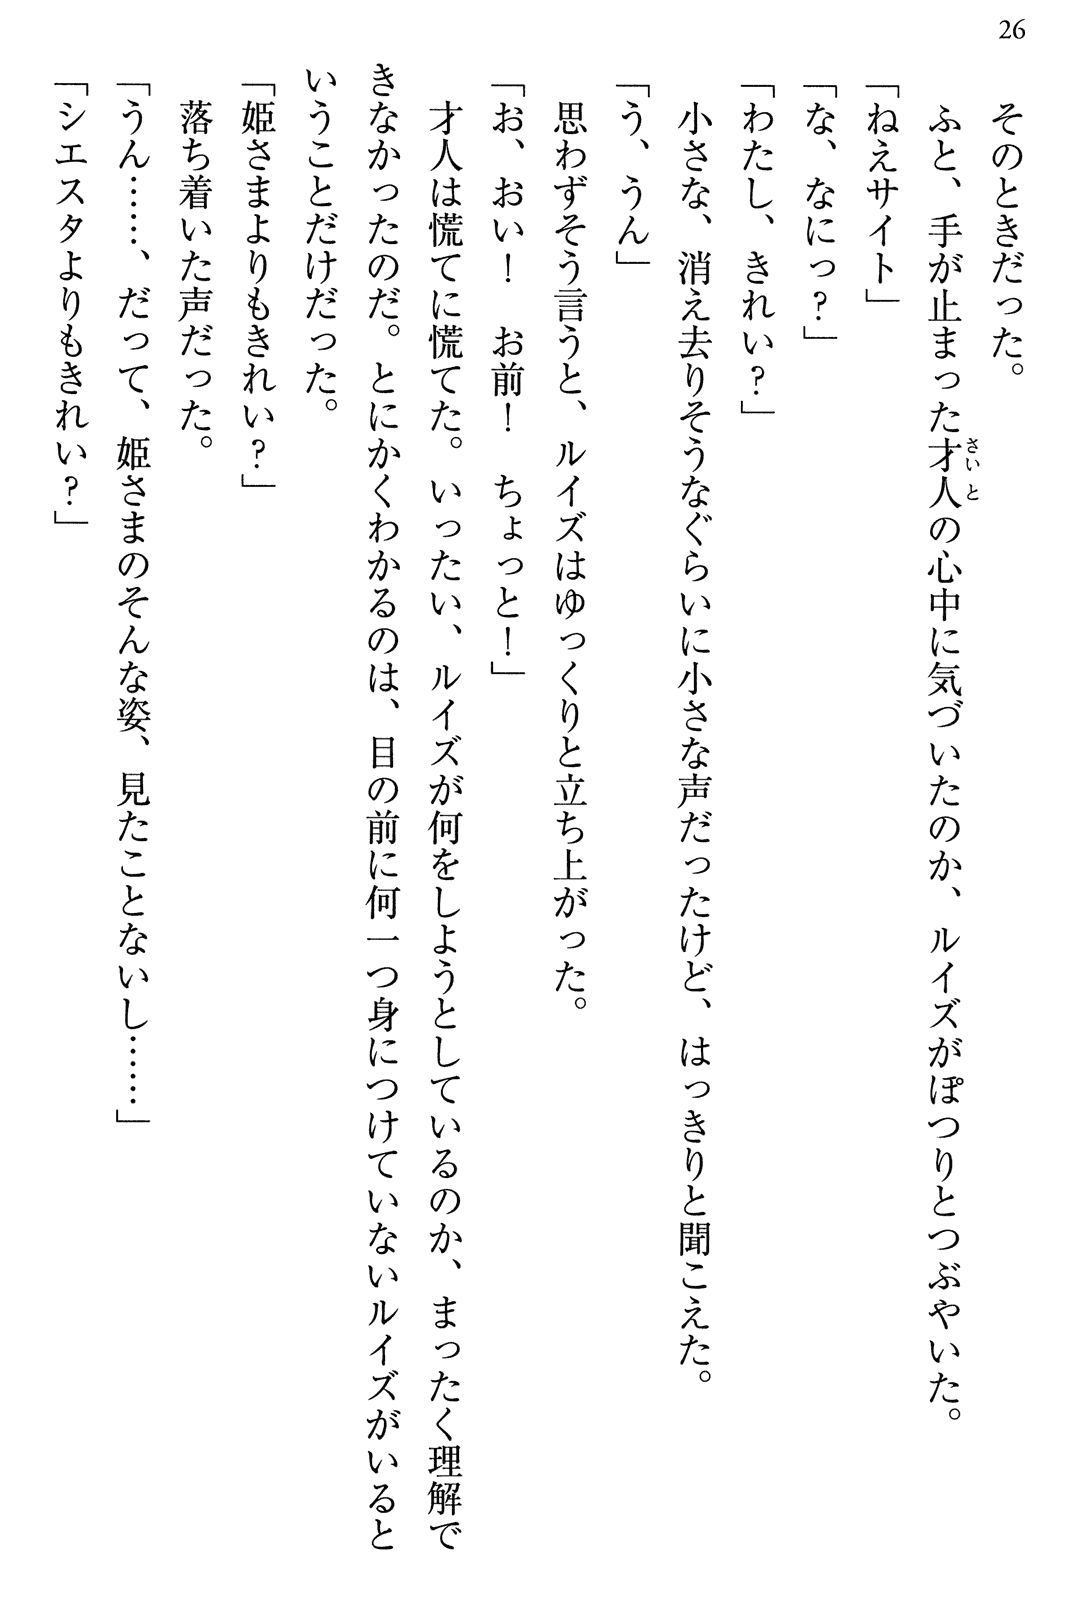 26
そのときだった。
ふと、手が止まった才人の心中に気づいたのか、ルイズがぽつりとつぶやいた。
さいと
「ねえサイト」
「な、なにっ？」
「わたし、きれい？」
小さな、消え去りそうなぐらいに小さな声だったけど、はっきりと聞こえた。
「う、うん」
思わずそう言うと、ルイズはゆっくりと立ち上がった。
「お、おい！　お前！　ちょっと！」
才人は慌てに慌てた。いったい、ルイズが何をしようとしているのか、まったく理解で
きなかったのだ。とにかくわかるのは、目の前に何一つ身につけていないルイズがいると
いうことだけだった。
「姫さまよりもきれい？」
落ち着いた声だった。
「うん……、だって、姫さまのそんな姿、見たことないし……」
「シエスタよりもきれい？」